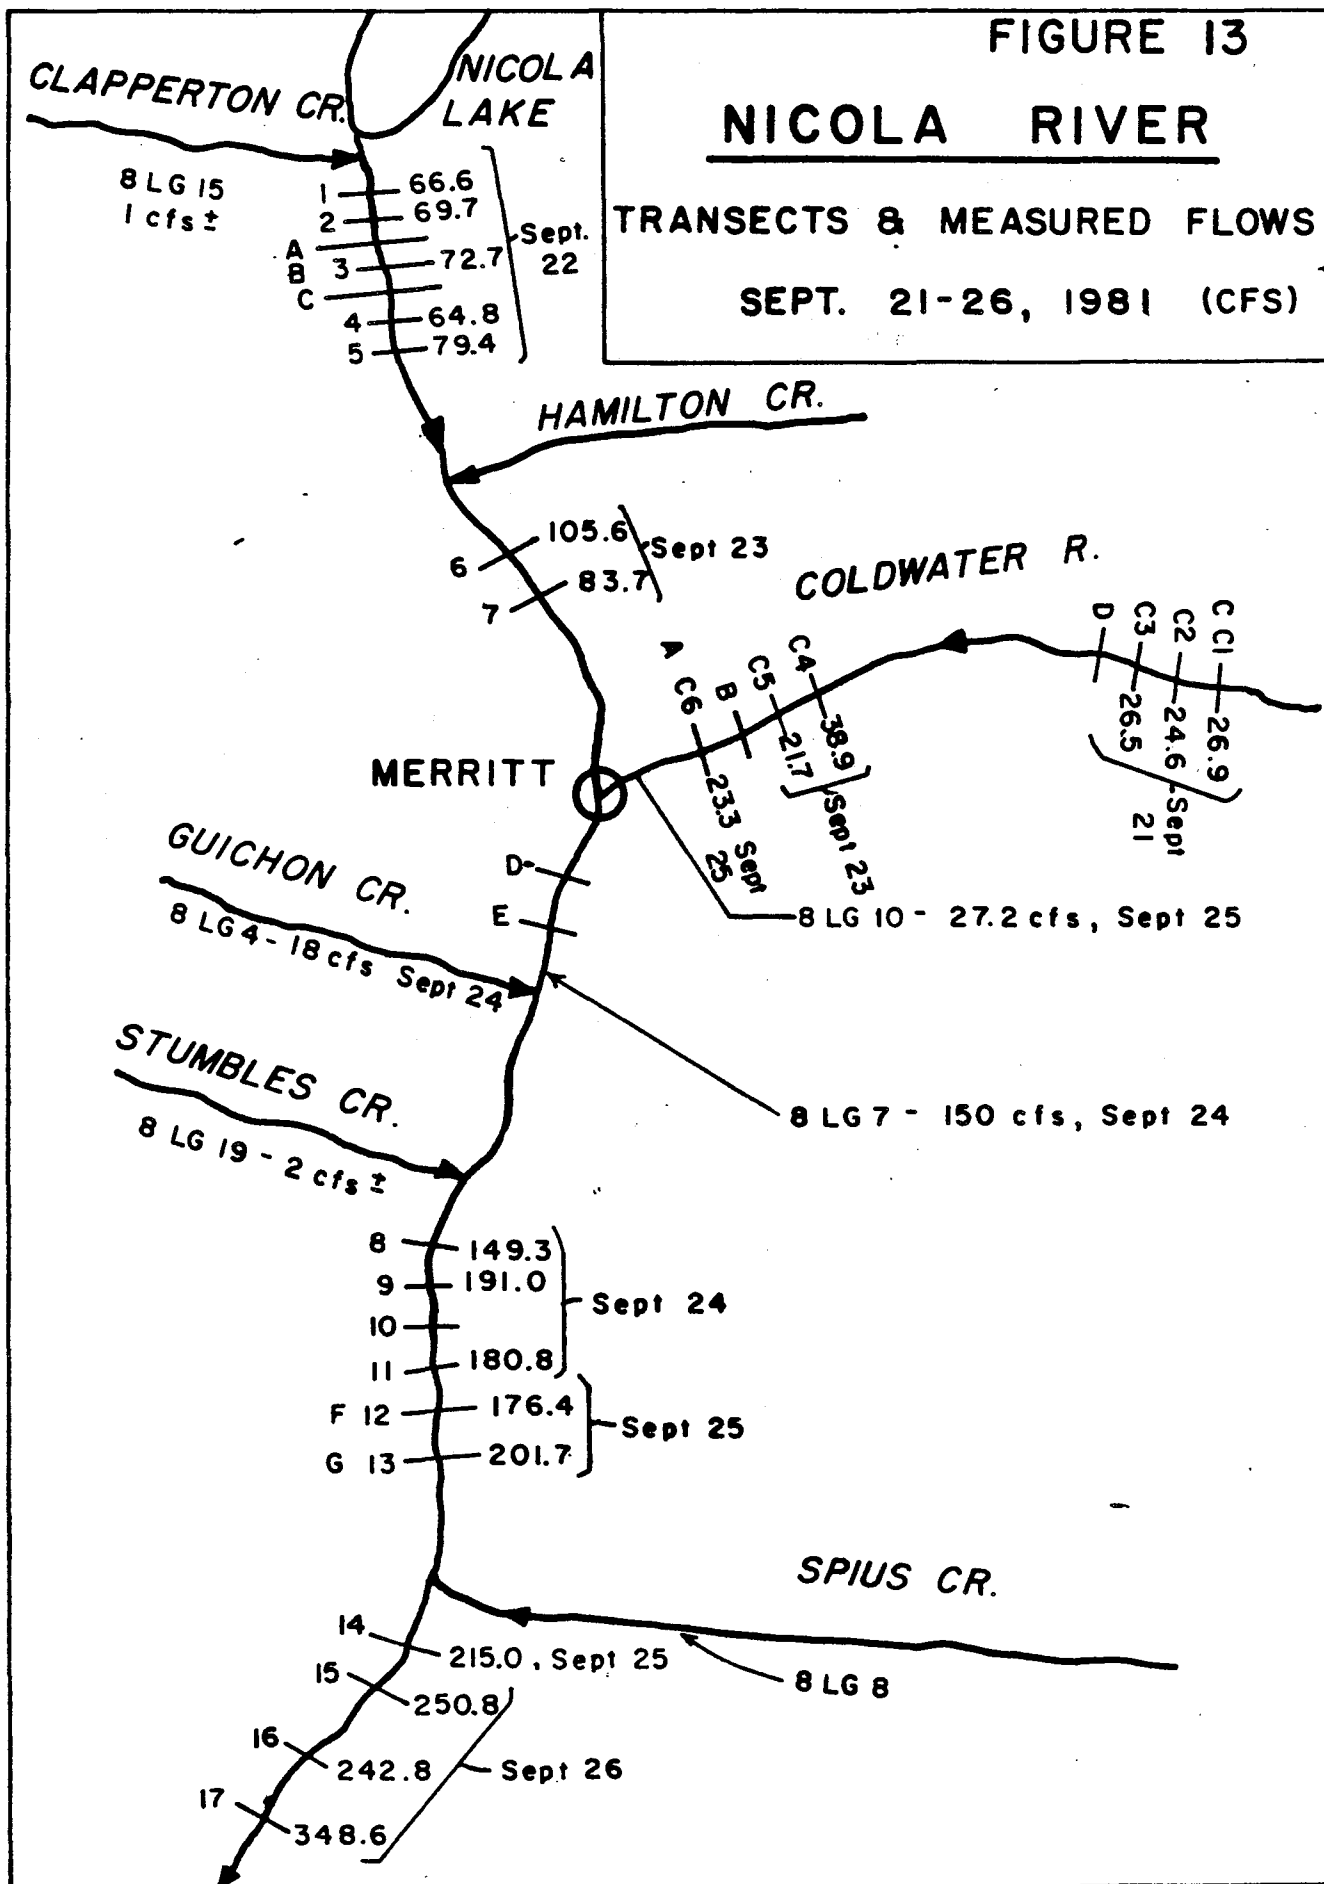 FIGURE 13
NICOLA RIVER
TRANSECTS & MEASURED FLOWS
SEPT. 21-26, 1981 (CFS)
CLAPPERTON CR.
NICOLA
LAKE
8 LG 15
1 cfs ±
1 66.6
2 69.7
A
B 3 72.7
C
4 64.8
5 79.4
Sept.
22
HAMILTON CR.
6 105.6
7 83.7
Sept 23
COLDWATER R.
C C1 26.9
C2 24.6
C3 26.5
D
Sept
21
C4 38.9
C5 21.7
Sept 23
B
A C6 23.3 Sept
25
8 LG 10 - 27.2 cfs, Sept 25
MERRITT
D
E
GUICHON CR.
8 LG 4 - 18 cfs Sept 24
8 LG 7 - 150 cfs, Sept 24
STUMBLES CR.
8 LG 19 - 2 cfs ±
8 149.3
9 191.0
10
11 180.8
Sept 24
F 12 176.4
G 13 201.7
Sept 25
SPIUS CR.
8 LG 8
14 215.0, Sept 25
15 250.8
16 242.8
17 348.6
Sept 26